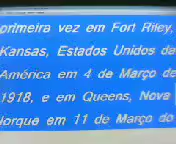 primeira vez em Fort Riley,
Kansas, Estados Unidos da
América em 4 de Março de
1918, e em Queens, Nova
Iorque em 11 de Março do